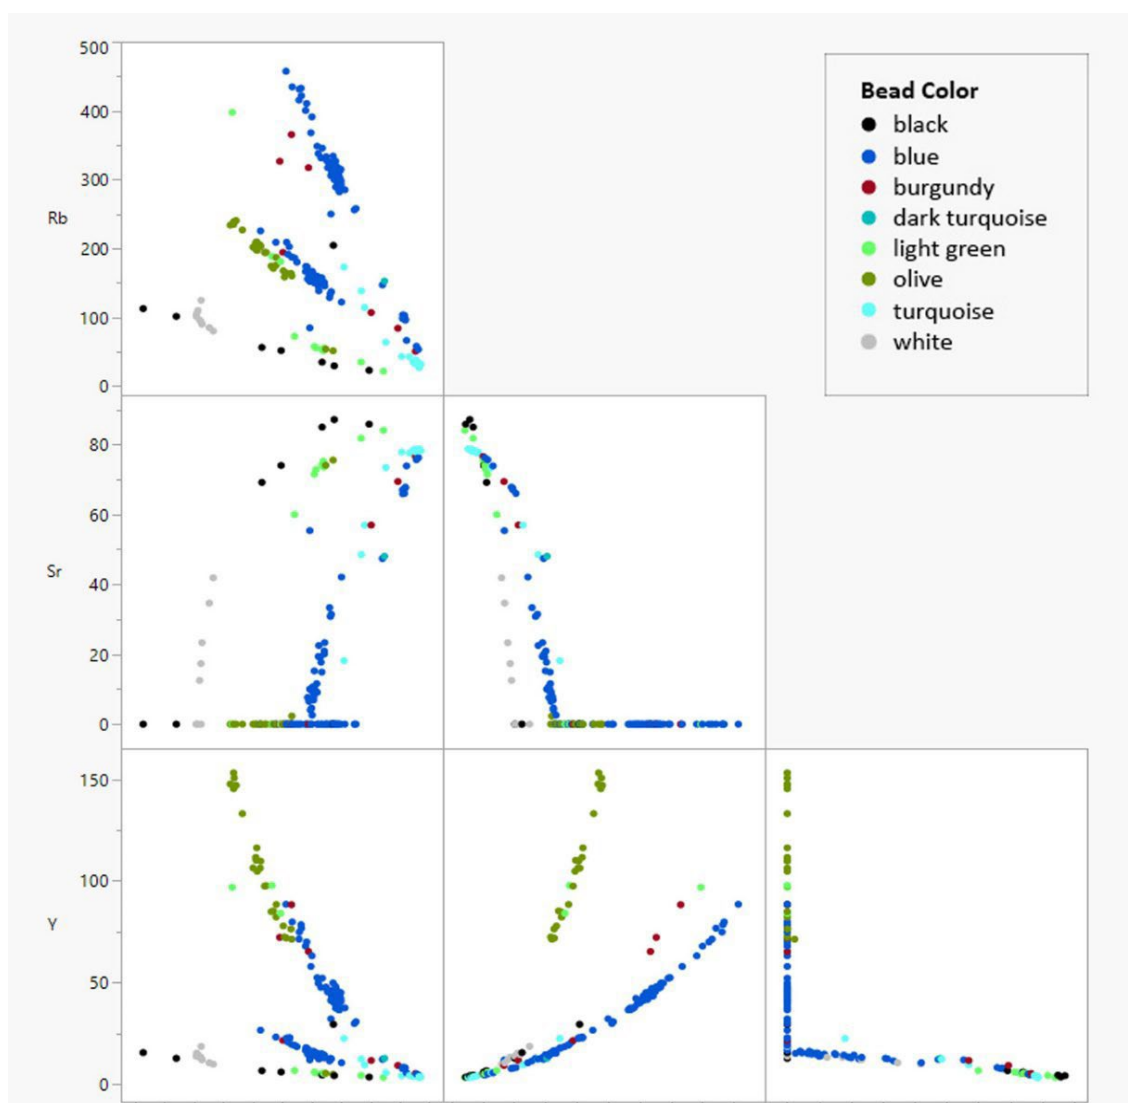 500
400
300
Rb
200
100
0
Bead Color
black
blue
burgundy
dark turquoise
light green
olive
turquoise
white
80
60
Sr
40
20
0
150
100
Y
50
0